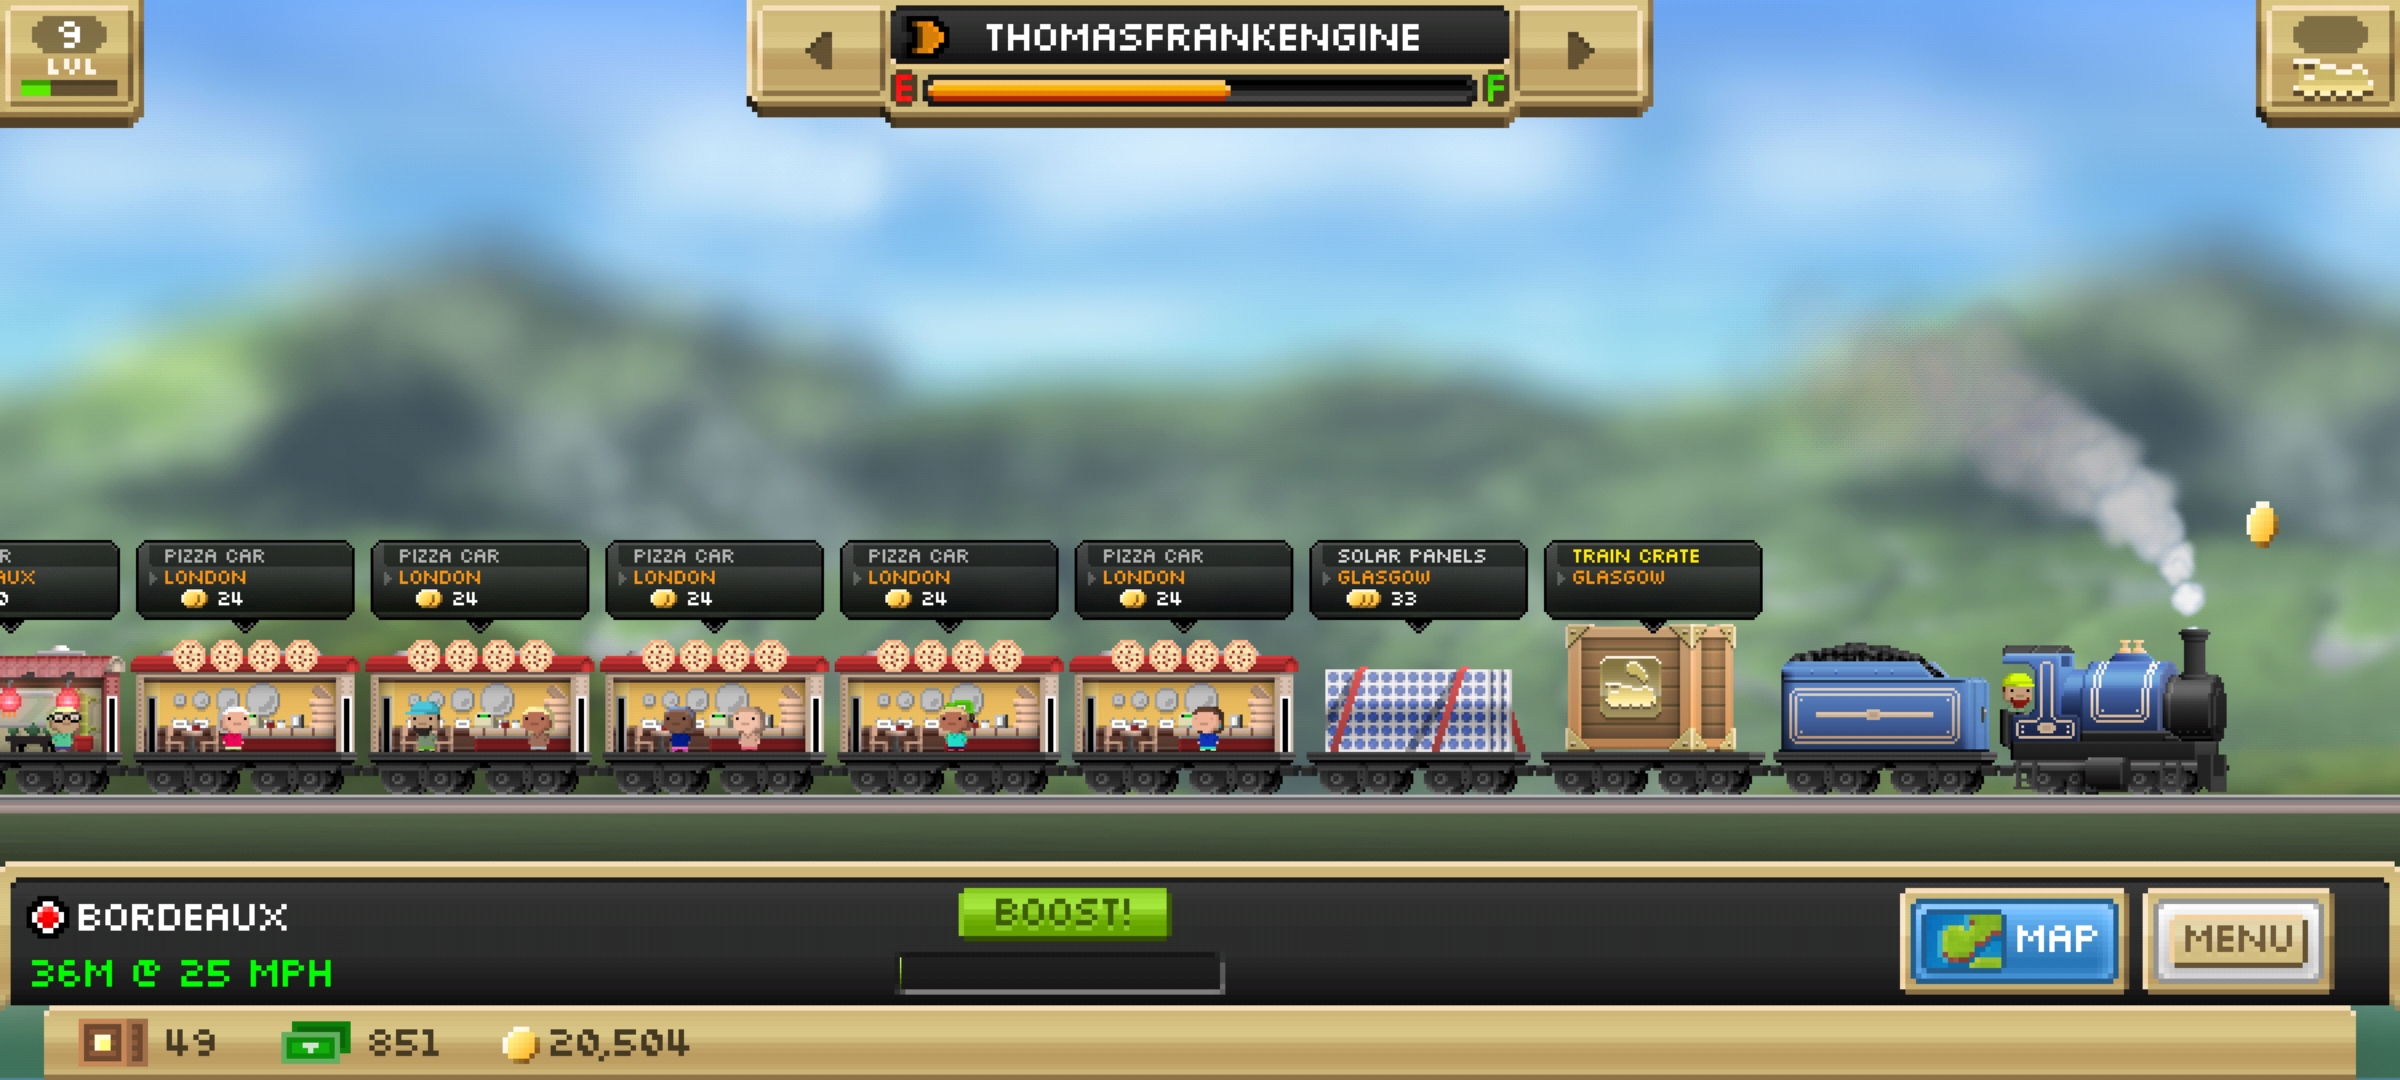 9
LVL
THOMASFRANKENGINE
E F
R
AUX
PIZZA CAR
LONDON
24
PIZZA CAR
LONDON
24
PIZZA CAR
LONDON
24
PIZZA CAR
LONDON
24
PIZZA CAR
LONDON
24
SOLAR PANELS
GLASGOW
33
TRAIN CRATE
GLASGOW
BORDEAUX
36M @ 25 MPH
BOOST!
MAP
MENU
49
851
20,504